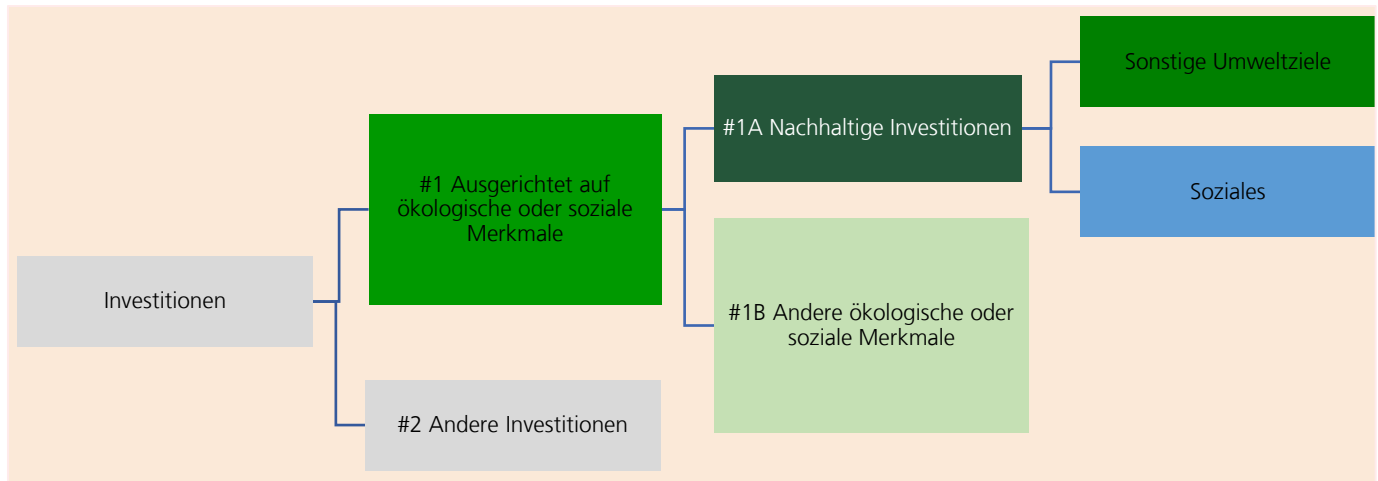 Investitionen
#1 Ausgerichtet auf
ökologische oder soziale
Merkmale
#2 Andere Investitionen
#1A Nachhaltige Investitionen
#1B Andere ökologische oder
soziale Merkmale
Sonstige Umweltziele
Soziales